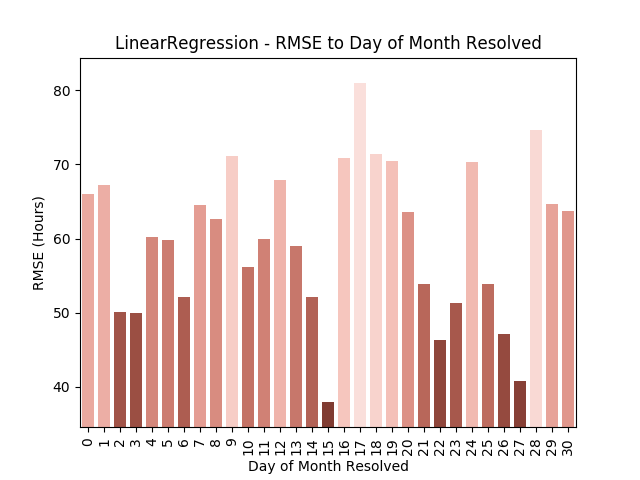 LinearRegression - RMSE to Day of Month Resolved
80
70
60
50
40
RMSE (Hours)
0 1 2 3 4 5 6 7 8 9 10 11 12 13 14 15 16 17 18 19 20 21 22 23 24 25 26 27 28 29 30
Day of Month Resolved